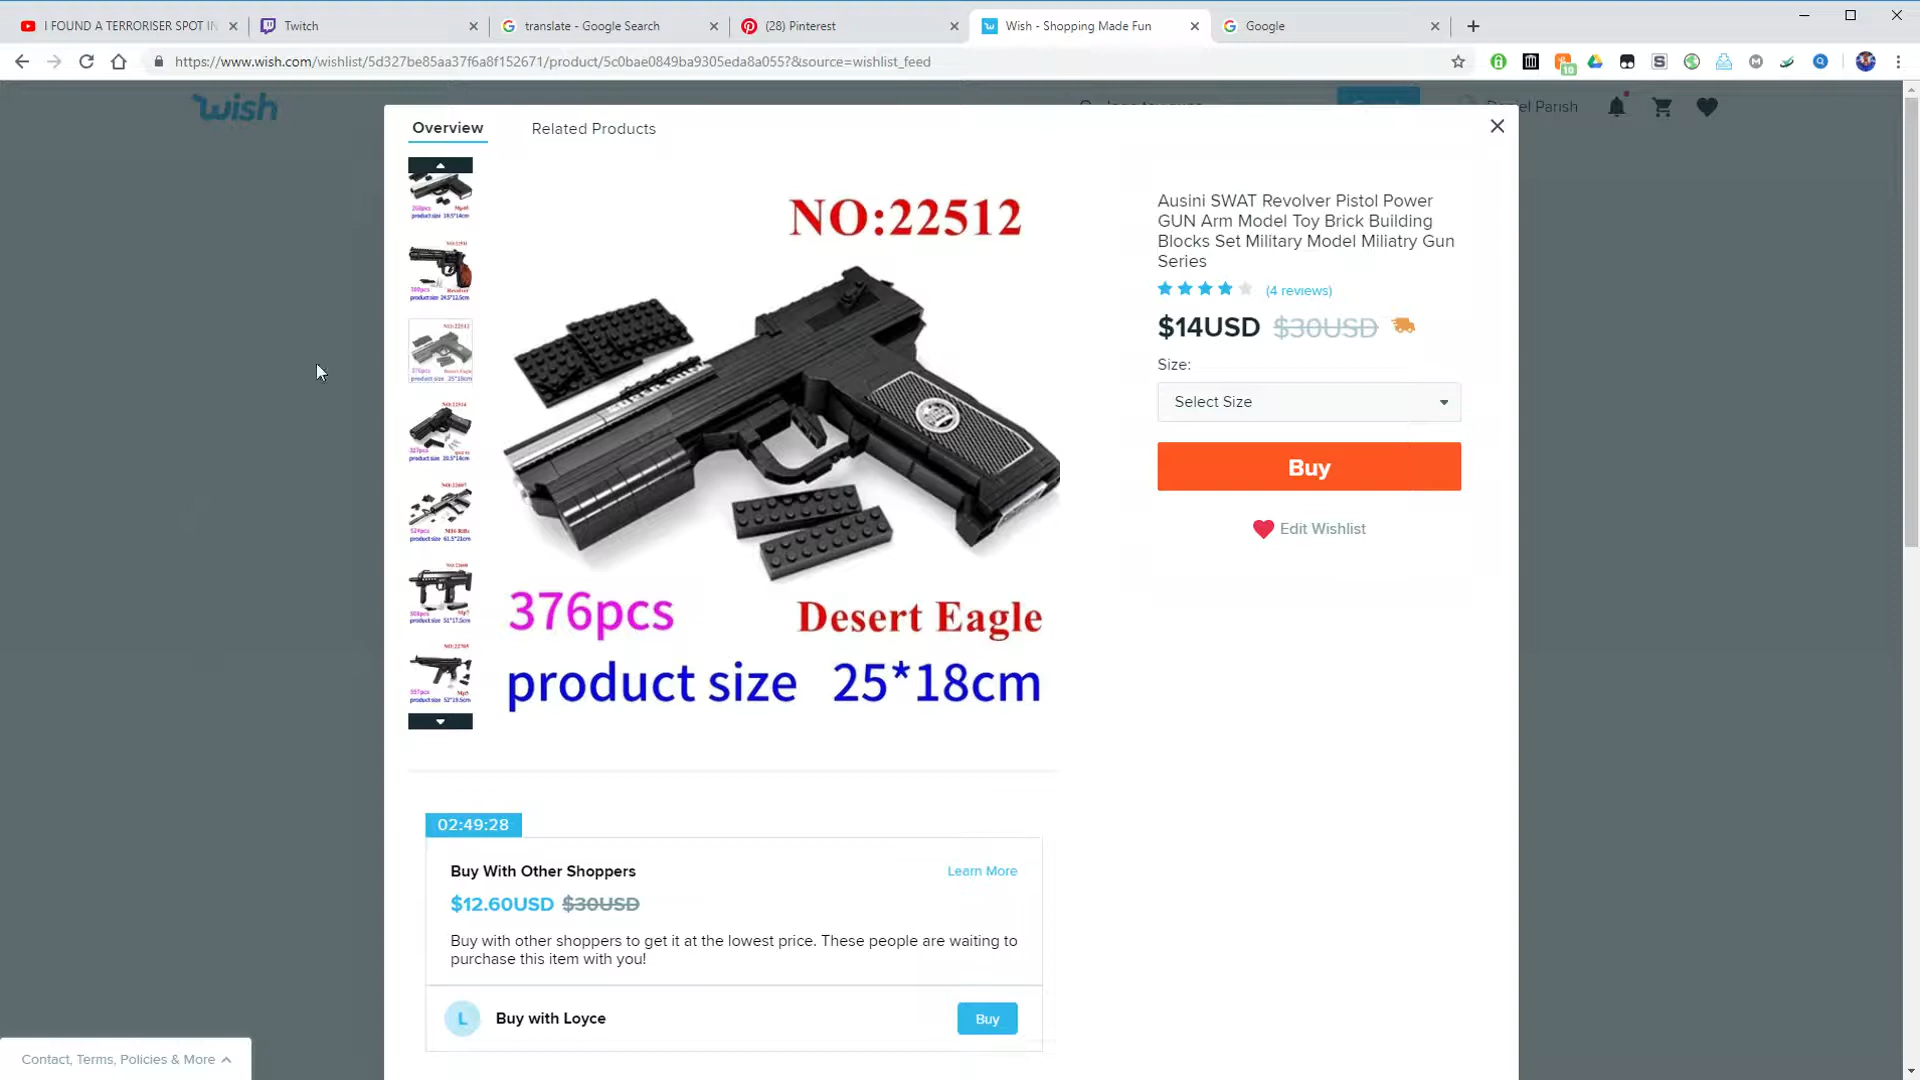 I FOUND A TERRORISER SPOT IN
Twitch
translate - Google Search
(28) Pinterest
Wish - Shopping Made Fun
Google
https://www.wish.com/wishlist/5d327be85aa37f6a8f152671/product/5c0bae0849ba9305eda8a055?&source=wishlist_feed
10
wish
el Parish
Overview
Related Products
NO:22512
376pcs
Desert Eagle
product size 25*18cm
Ausini SWAT Revolver Pistol Power
GUN Arm Model Toy Brick Building
Blocks Set Military Model Miliatry Gun
Series
(4 reviews)
$14USD $30USD
Size:
Select Size
Buy
Edit Wishlist
02:49:28
Buy With Other Shoppers
Learn More
$12.60USD $30USD
Buy with other shoppers to get it at the lowest price. These people are waiting to
purchase this item with you!
L
Buy with Loyce
Buy
Contact, Terms, Policies & More